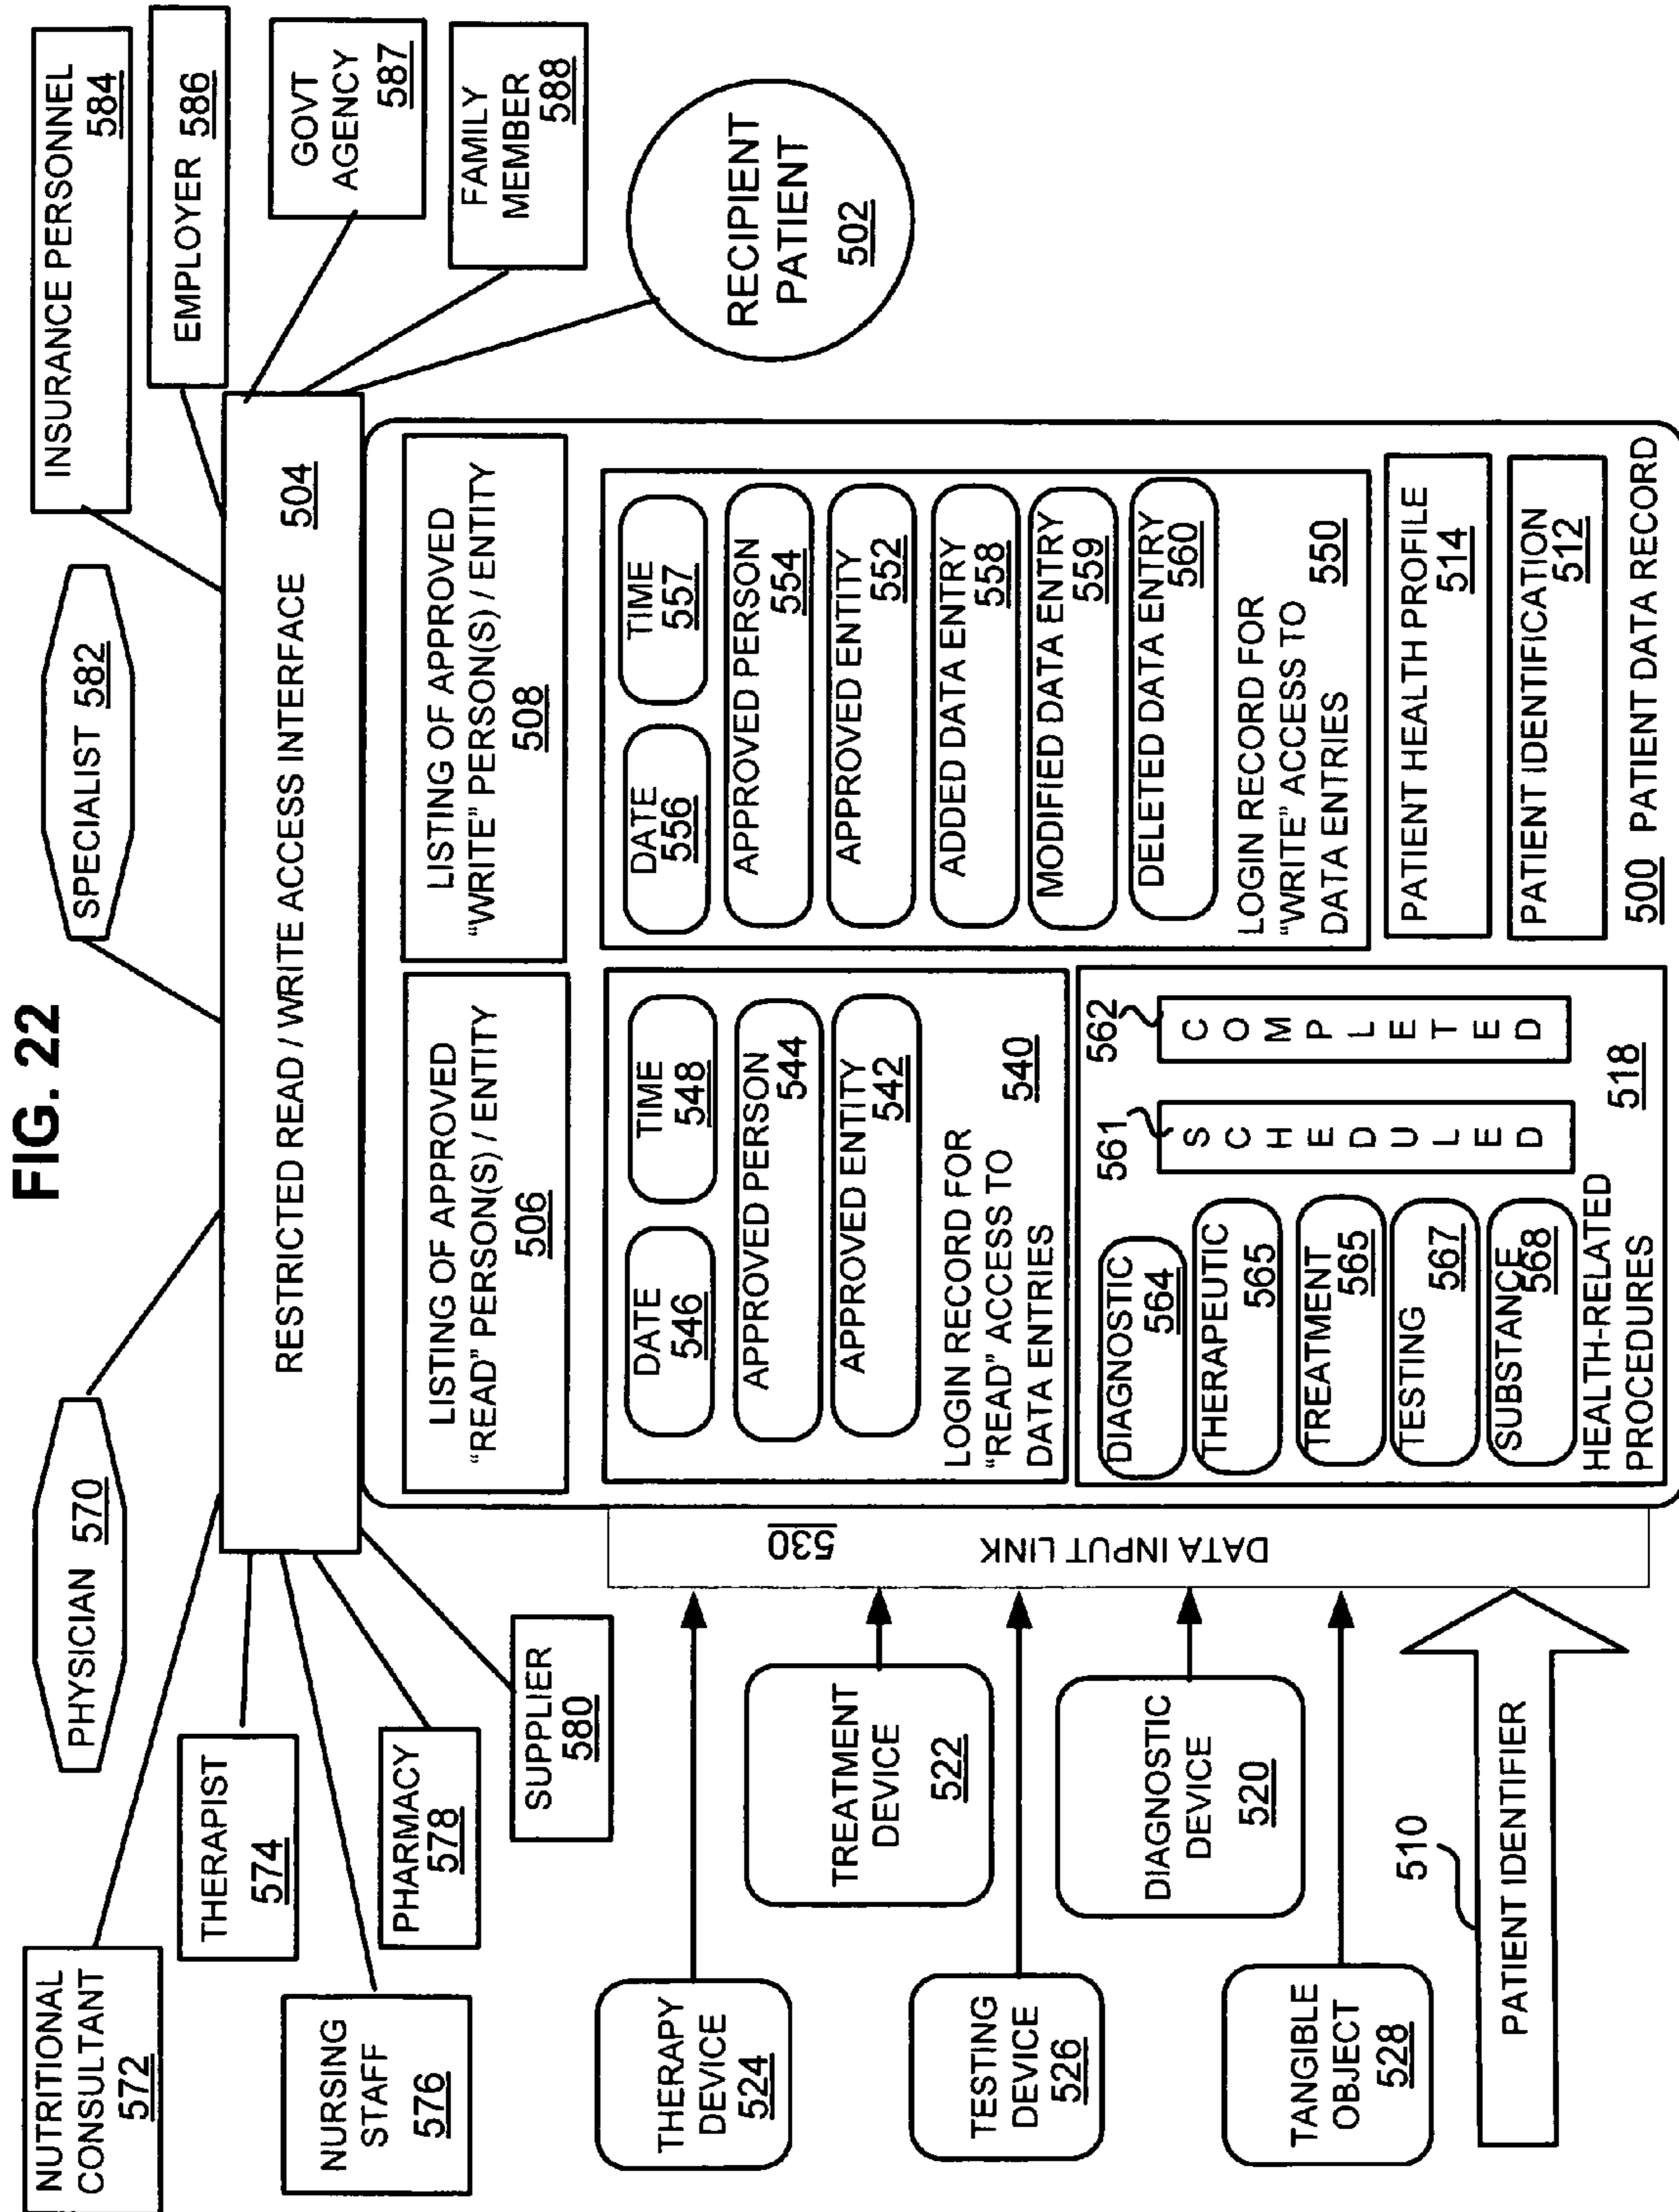 FIG. 22
NUTRITIONAL
CONSULTANT
572
PHYSICIAN 570
SPECIALIST 582
INSURANCE PERSONNEL
584
EMPLOYER 586
GOVT
AGENCY
587
FAMILY
MEMBER
588
RECIPIENT
PATIENT
502
THERAPIST
574
NURSING
STAFF
576
PHARMACY
578
SUPPLIER
580
RESTRICTED READ / WRITE ACCESS INTERFACE 504
LISTING OF APPROVED
“READ” PERSON(S) / ENTITY
506
LISTING OF APPROVED
“WRITE” PERSON(S) / ENTITY
508
THERAPY
DEVICE
524
TREATMENT
DEVICE
522
TESTING
DEVICE
526
DIAGNOSTIC
DEVICE
520
TANGIBLE
OBJECT
528
510
PATIENT IDENTIFIER
DATA INPUT LINK 530
DATE
546
TIME
548
APPROVED PERSON
544
APPROVED ENTITY
542
LOGIN RECORD FOR
“READ” ACCESS TO
DATA ENTRIES
540
DATE
556
TIME
557
APPROVED PERSON
554
APPROVED ENTITY
552
ADDED DATA ENTRY
558
MODIFIED DATA ENTRY
559
DELETED DATA ENTRY
560
LOGIN RECORD FOR
“WRITE” ACCESS TO
DATA ENTRIES
550
DIAGNOSTIC
564
THERAPEUTIC
565
TREATMENT
565
TESTING
567
SUBSTANCE
568
561
SCHEDULED
562
COMPLETED
HEALTH-RELATED
PROCEDURES
518
PATIENT HEALTH PROFILE
514
PATIENT IDENTIFICATION
512
500 PATIENT DATA RECORD